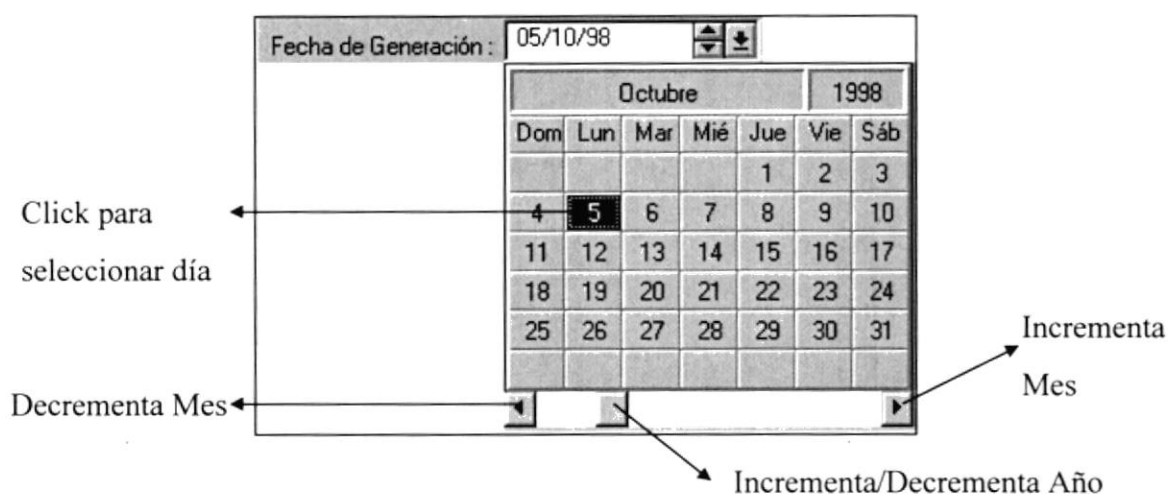 Fecha de Generación : 05/10/98
Octubre 1998
Dom Lun Mar Mié Jue Vie Sáb
1 2 3
4 5 6 7 8 9 10
11 12 13 14 15 16 17
18 19 20 21 22 23 24
25 26 27 28 29 30 31
Click para
seleccionar día
Incrementa
Mes
Decrementa Mes
Incrementa/Decrementa Año